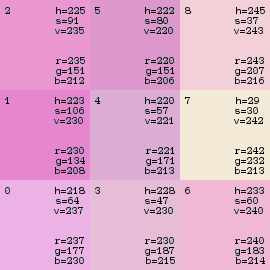 2 h=225 5 h=222 8 h=245
s=91 s=80 s=37
v=235 v=220 v=243
r=235 r=220 r=243
g=151 g=151 g=207
b=212 b=206 b=216
1 h=223 4 h=220 7 h=29
s=106 s=57 s=30
v=230 v=221 v=242
r=230 r=221 r=242
g=134 g=171 g=232
b=208 b=213 b=213
0 h=218 3 h=228 6 h=233
s=64 s=47 s=60
v=237 v=230 v=240
r=237 r=230 r=240
g=177 g=187 g=183
b=230 b=215 b=214